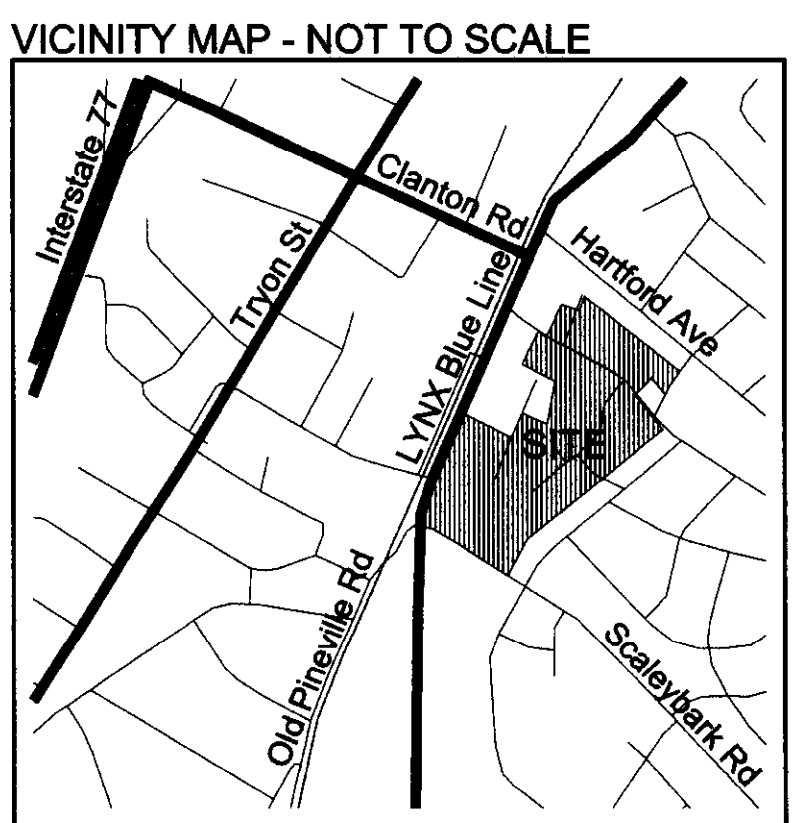 VICINITY MAP - NOT TO SCALE
Interstate 77
Clanton Rd
Tryon St
Hartford Ave
LYNX Blue Line
SITE
Old Pineville Rd
Scaleybark Rd